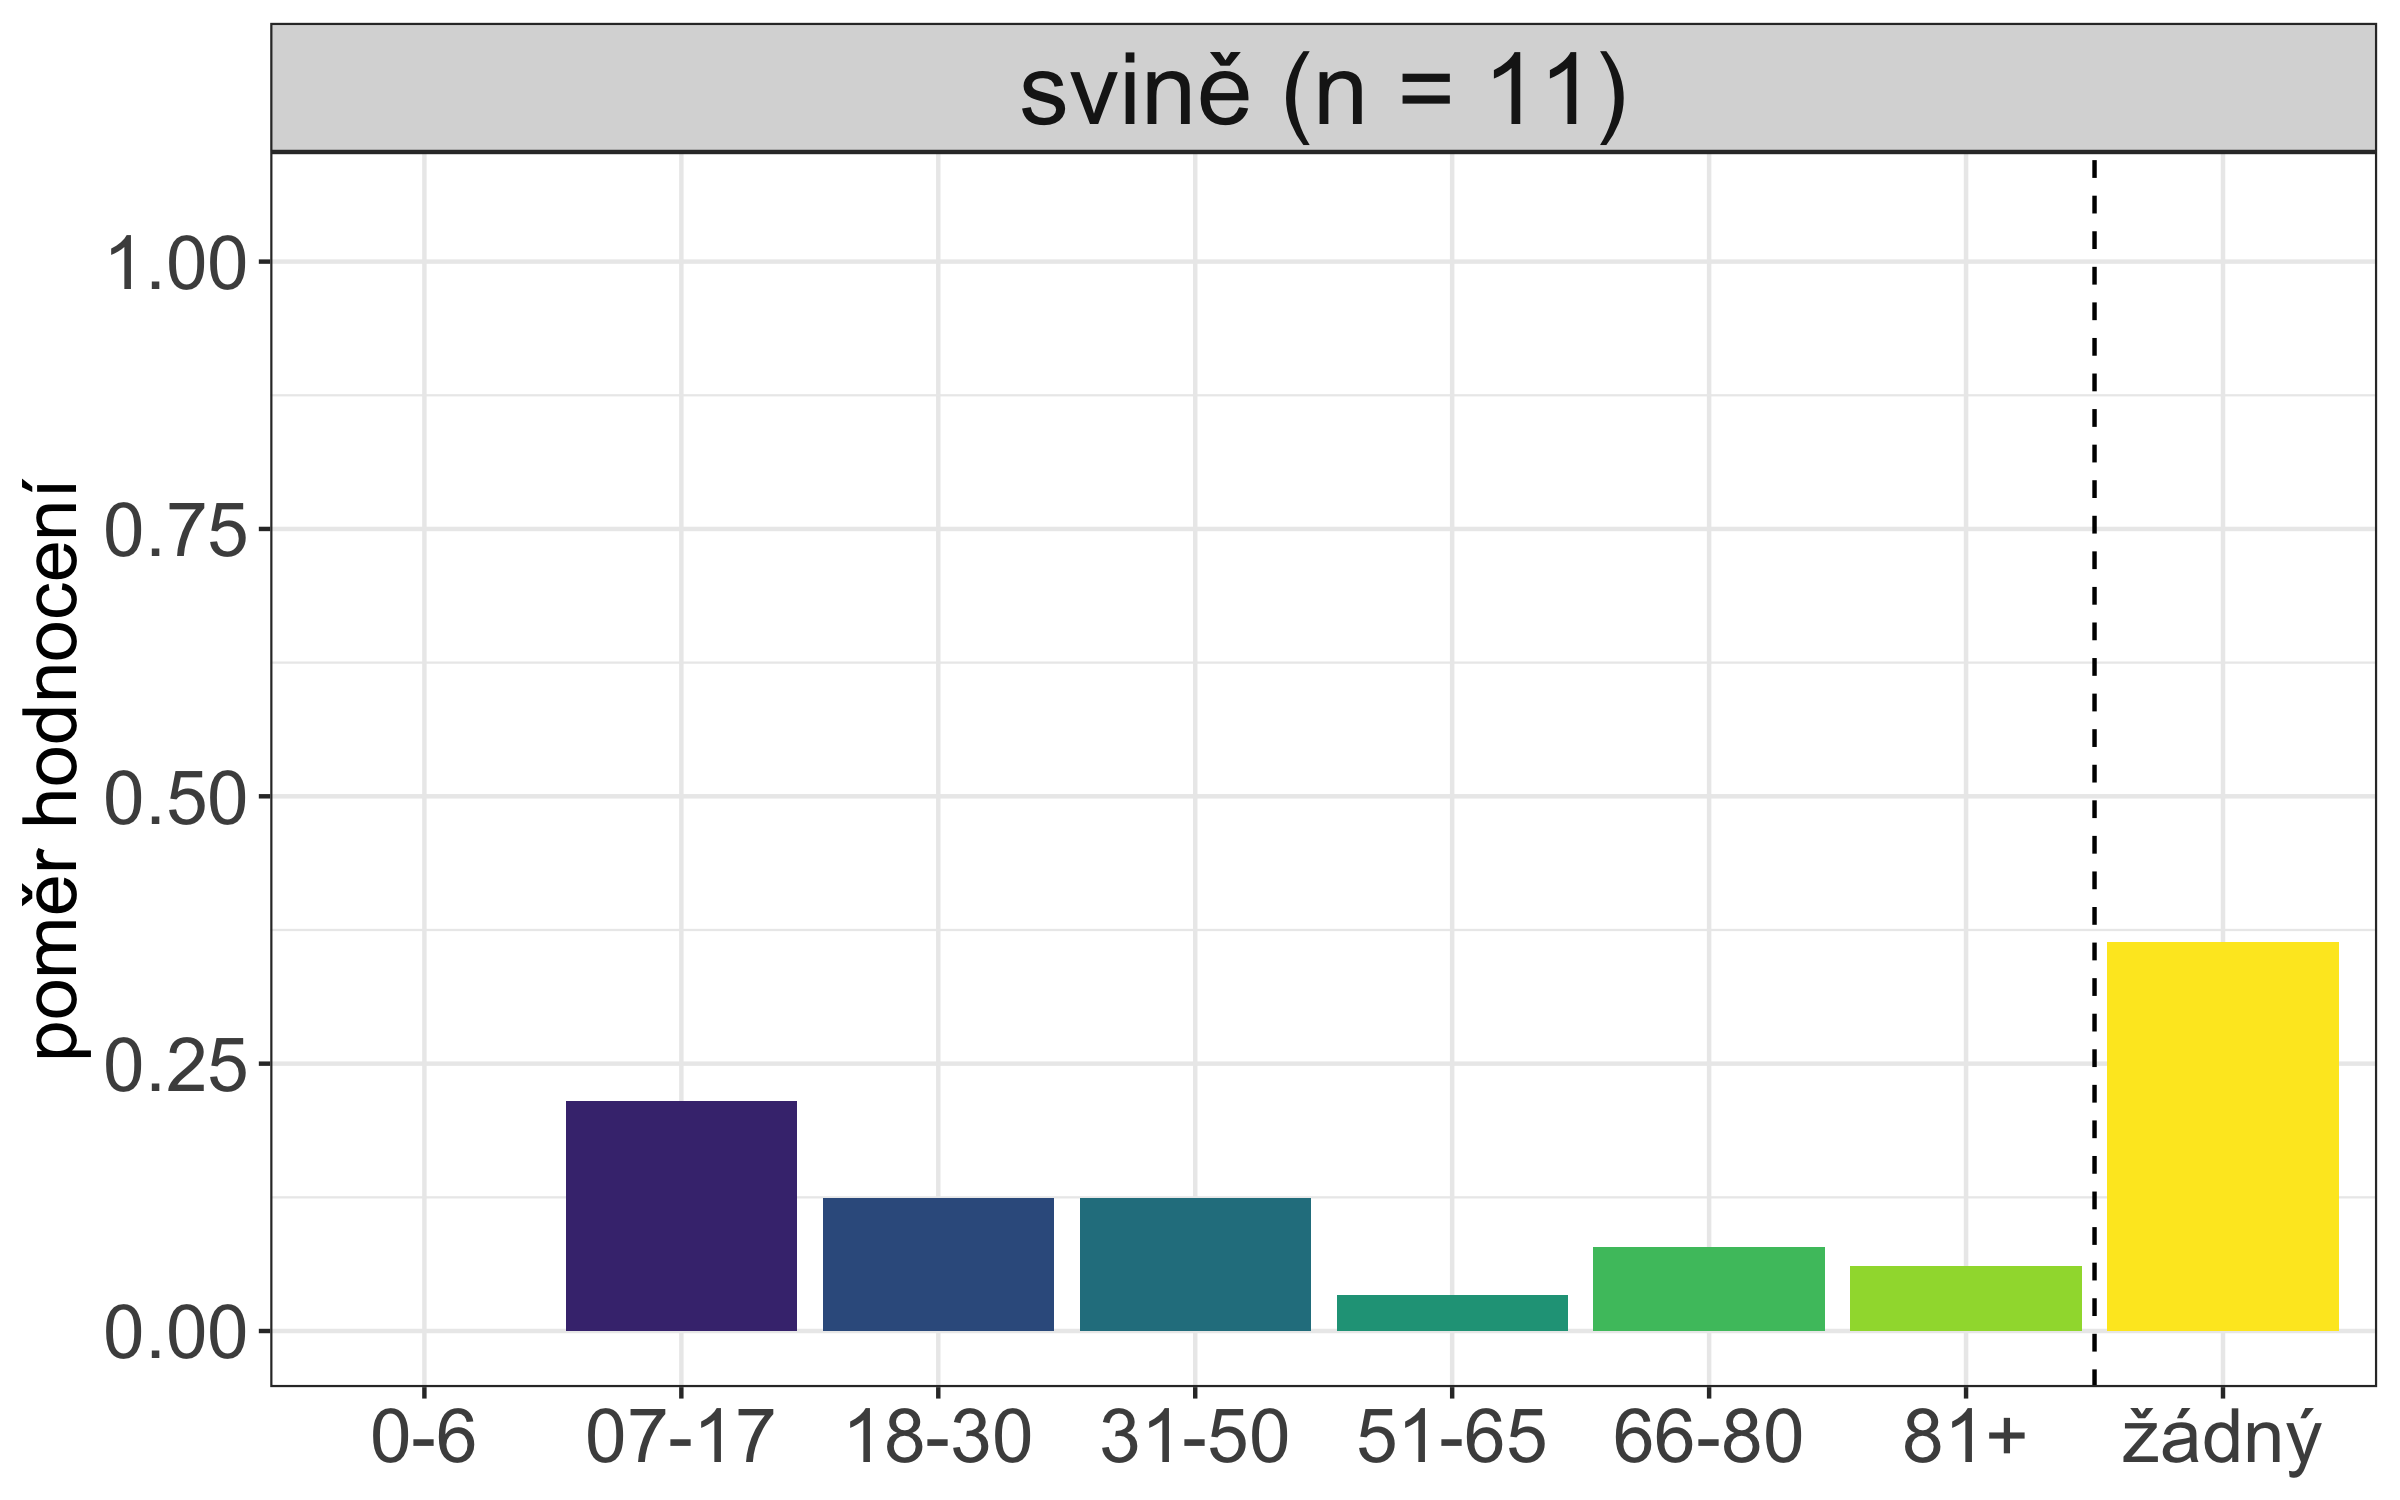 svině (n = 11)
poměr hodnocení
1.00
0.75
0.50
0.25
0.00
0-6 07-17 18-30 31-50 51-65 66-80 81+ žádný